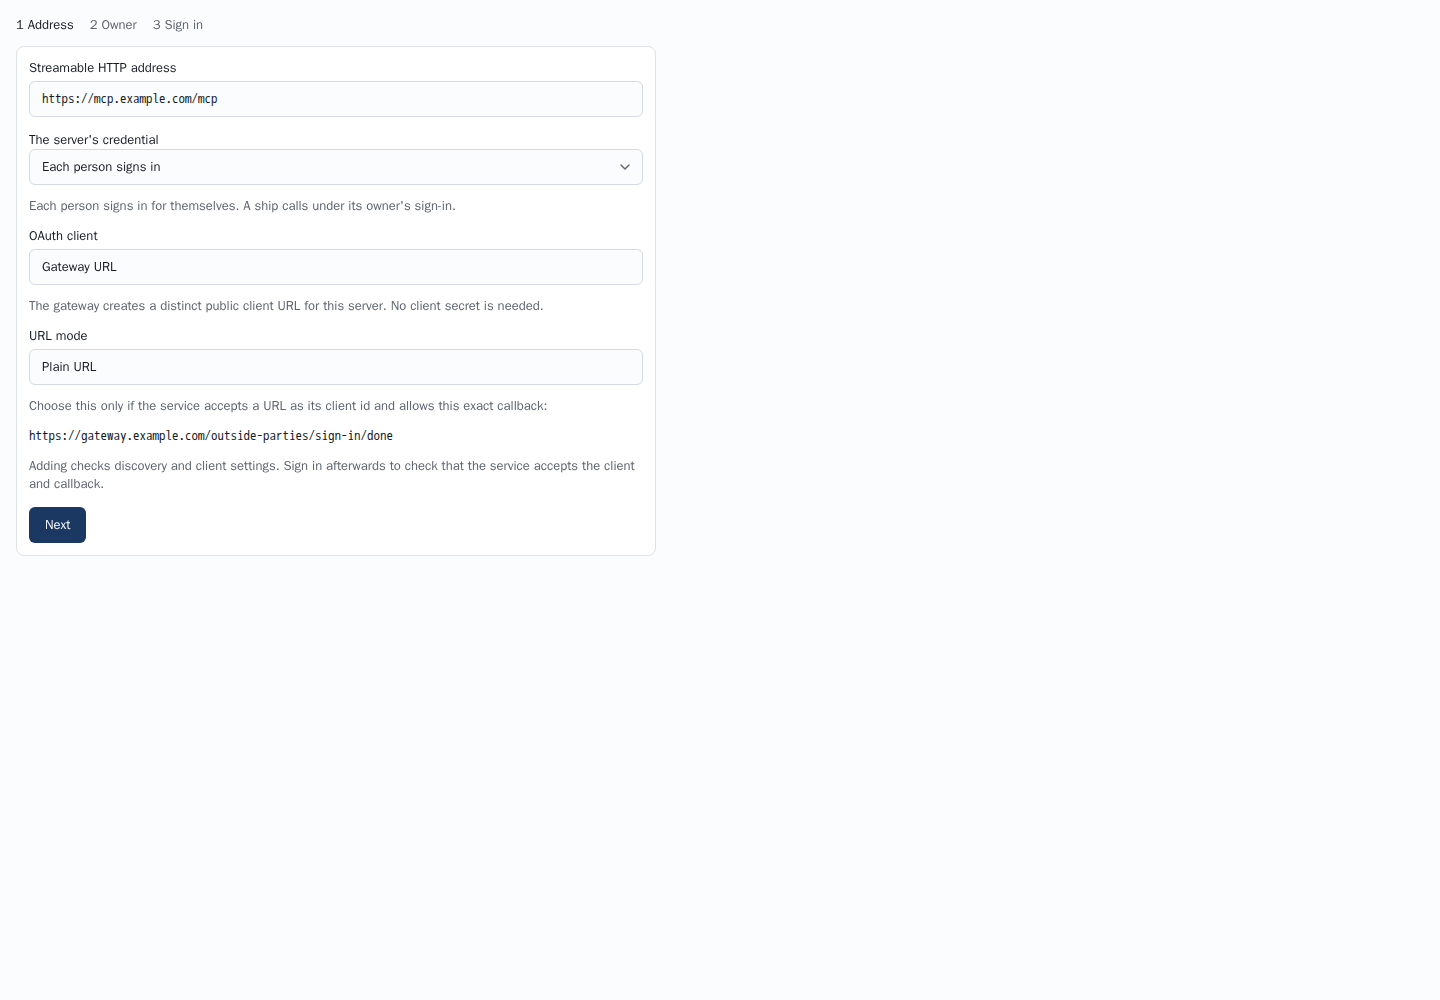 1 Address 2 Owner 3 Sign in
Streamable HTTP address
https://mcp.example.com/mcp
The server's credential
Each person signs in
Each person signs in for themselves. A ship calls under its owner's sign-in.
OAuth client
Gateway URL
The gateway creates a distinct public client URL for this server. No client secret is needed.
URL mode
Plain URL
Choose this only if the service accepts a URL as its client id and allows this exact callback:
https://gateway.example.com/outside-parties/sign-in/done
Adding checks discovery and client settings. Sign in afterwards to check that the service accepts the client
and callback.
Next